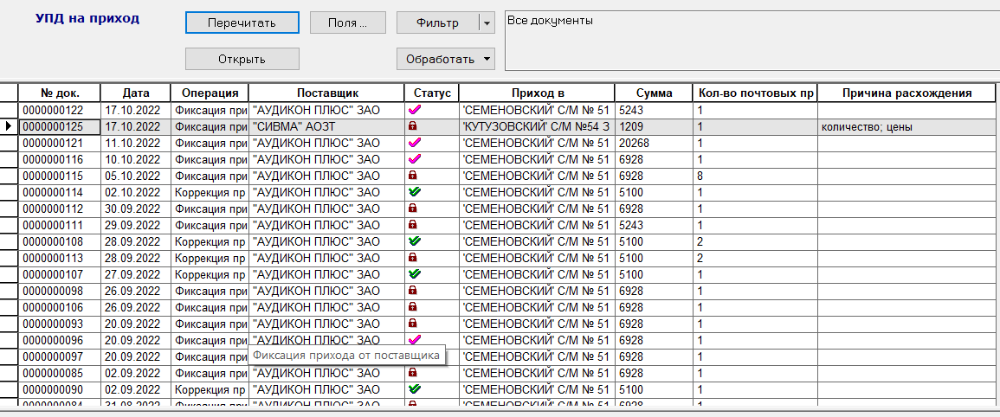 УПД на приход
Перечитать Поля ... Фильтр Все документы
Открыть Обработать
№ док. Дата Операция Поставщик Статус Приход в Сумма Кол-во почтовых пр Причина расхождения
0000000122 17.10.2022 Фиксация при "АУДИКОН ПЛЮС" ЗАО 'СЕМЕНОВСКИЙ' С/М № 51 5243 1
0000000125 17.10.2022 Фиксация при "СИВМА" АОЗТ 'КУТУЗОВСКИЙ' С/М №54 З 1209 1 количество; цены
0000000121 11.10.2022 Фиксация при "АУДИКОН ПЛЮС" ЗАО 'СЕМЕНОВСКИЙ' С/М № 51 20268 1
0000000116 10.10.2022 Фиксация при "АУДИКОН ПЛЮС" ЗАО 'СЕМЕНОВСКИЙ' С/М № 51 6928 1
0000000115 05.10.2022 Фиксация при "АУДИКОН ПЛЮС" ЗАО 'СЕМЕНОВСКИЙ' С/М № 51 6928 8
0000000114 02.10.2022 Коррекция пр "АУДИКОН ПЛЮС" ЗАО 'СЕМЕНОВСКИЙ' С/М № 51 5100 1
0000000112 30.09.2022 Фиксация при "АУДИКОН ПЛЮС" ЗАО 'СЕМЕНОВСКИЙ' С/М № 51 6928 1
0000000111 29.09.2022 Фиксация при "АУДИКОН ПЛЮС" ЗАО 'СЕМЕНОВСКИЙ' С/М № 51 5243 1
0000000108 28.09.2022 Коррекция пр "АУДИКОН ПЛЮС" ЗАО 'СЕМЕНОВСКИЙ' С/М № 51 5100 2
0000000113 28.09.2022 Коррекция пр "АУДИКОН ПЛЮС" ЗАО 'СЕМЕНОВСКИЙ' С/М № 51 5100 2
0000000107 27.09.2022 Коррекция пр "АУДИКОН ПЛЮС" ЗАО 'СЕМЕНОВСКИЙ' С/М № 51 5100 1
0000000098 26.09.2022 Фиксация при "АУДИКОН ПЛЮС" ЗАО 'СЕМЕНОВСКИЙ' С/М № 51 6928 1
0000000106 26.09.2022 Фиксация при "АУДИКОН ПЛЮС" ЗАО 'СЕМЕНОВСКИЙ' С/М № 51 6928 1
0000000093 22.09.2022 Фиксация при "АУДИКОН ПЛЮС" ЗАО 'СЕМЕНОВСКИЙ' С/М № 51 6928 1
0000000096 20.09.2022 Фиксация при "АУДИКОН ПЛЮС" ЗАО 'СЕМЕНОВСКИЙ' С/М № 51 6928 1
0000000097 20.09.2022 Фиксация при Фиксация прихода от поставщика 'СЕМЕНОВСКИЙ' С/М № 51 6928 1
0000000085 02.09.2022 Фиксация при "АУДИКОН ПЛЮС" ЗАО 'СЕМЕНОВСКИЙ' С/М № 51 6928 1
0000000090 02.09.2022 Коррекция пр "АУДИКОН ПЛЮС" ЗАО 'СЕМЕНОВСКИЙ' С/М № 51 5100 1
0000000084 31.08.2022 Фиксация при "АУДИКОН ПЛЮС" ЗАО 'СЕМЕНОВСКИЙ' С/М № 51 6928 1